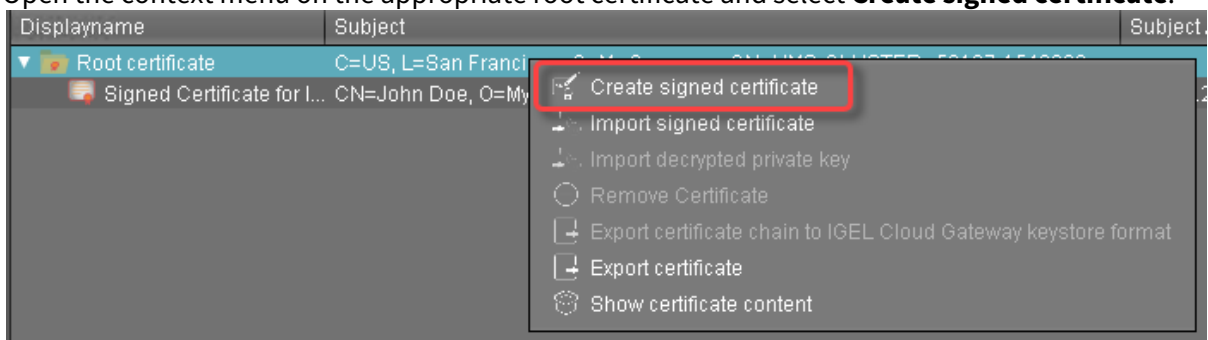 Open the context menu on the appropriate root certificate and select Create signed certificate.
Displayname Subject Subject
Root certificate C=US, L=San Franci
Signed Certificate for I... CN=John Doe, O=My
Create signed certificate
Import signed certificate
Import decrypted private key
Remove Certificate
Export certificate chain to IGEL Cloud Gateway keystore format
Export certificate
Show certificate content